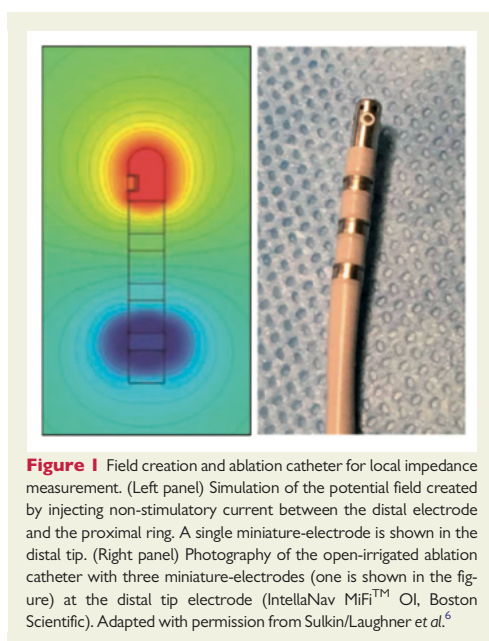 Figure 1 Field creation and ablation catheter for local impedance
measurement. (Left panel) Simulation of the potential field created
by injecting non-stimulatory current between the distal electrode
and the proximal ring. A single miniature-electrode is shown in the
distal tip. (Right panel) Photography of the open-irrigated ablation
catheter with three miniature-electrodes (one is shown in the fig-
ure) at the distal tip electrode (IntellaNav MiFi™ OI, Boston
Scientific). Adapted with permission from Sulkin/Laughner et al.⁶